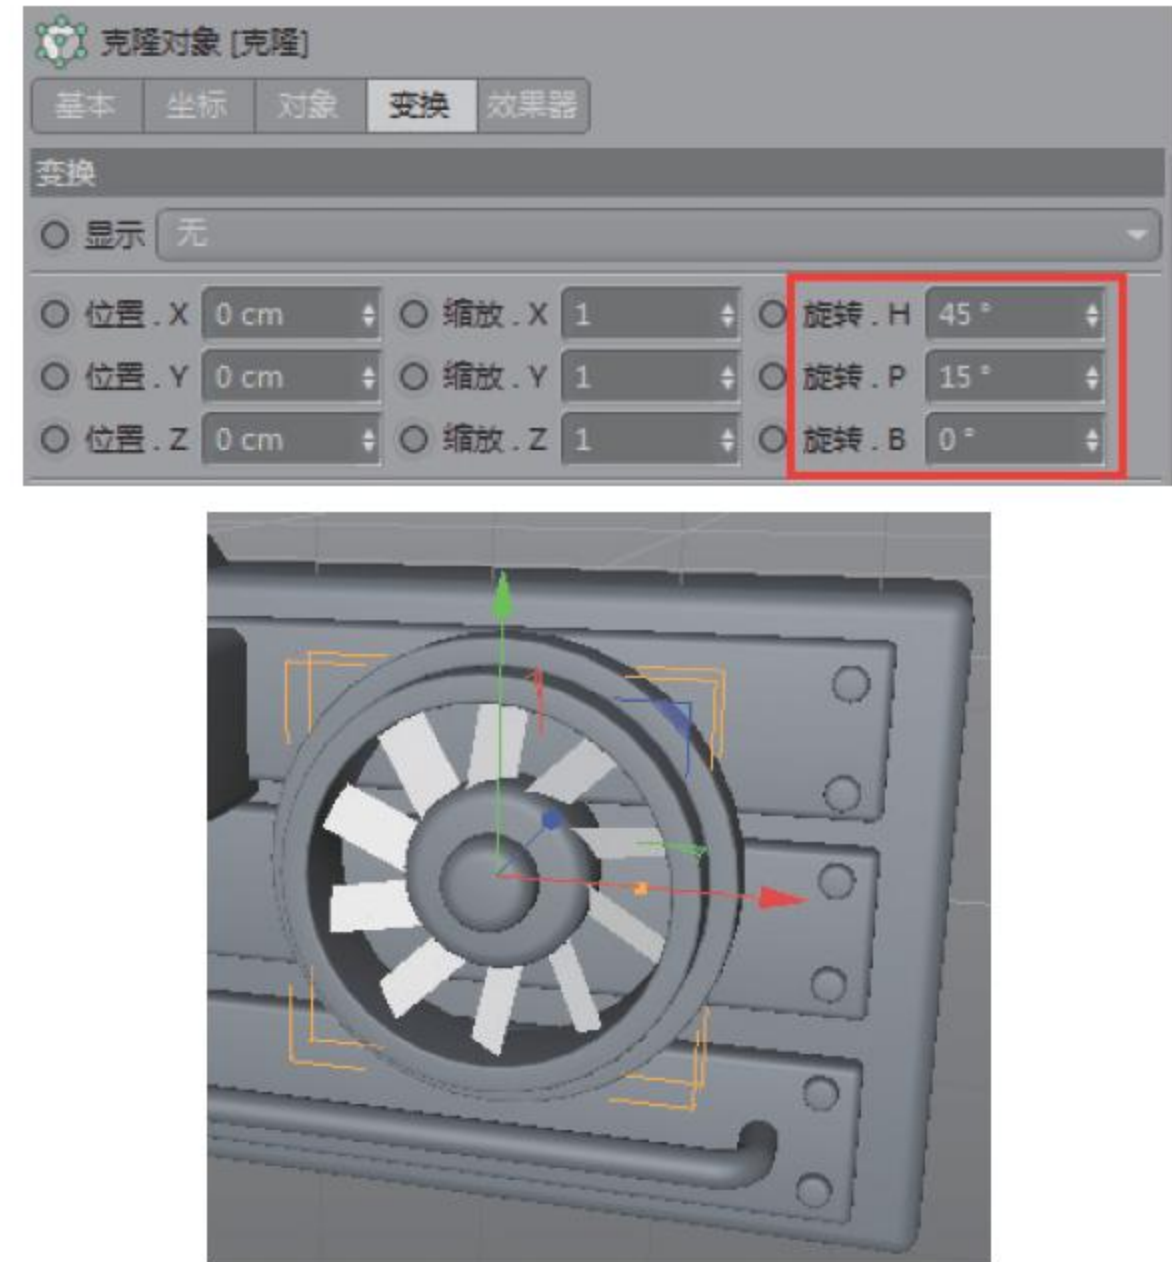 克隆对象 [克隆]
基本 坐标 对象 变换 效果器
变换
显示 无
位置 . X 0 cm 缩放 . X 1 旋转 . H 45 °
位置 . Y 0 cm 缩放 . Y 1 旋转 . P 15 °
位置 . Z 0 cm 缩放 . Z 1 旋转 . B 0 °